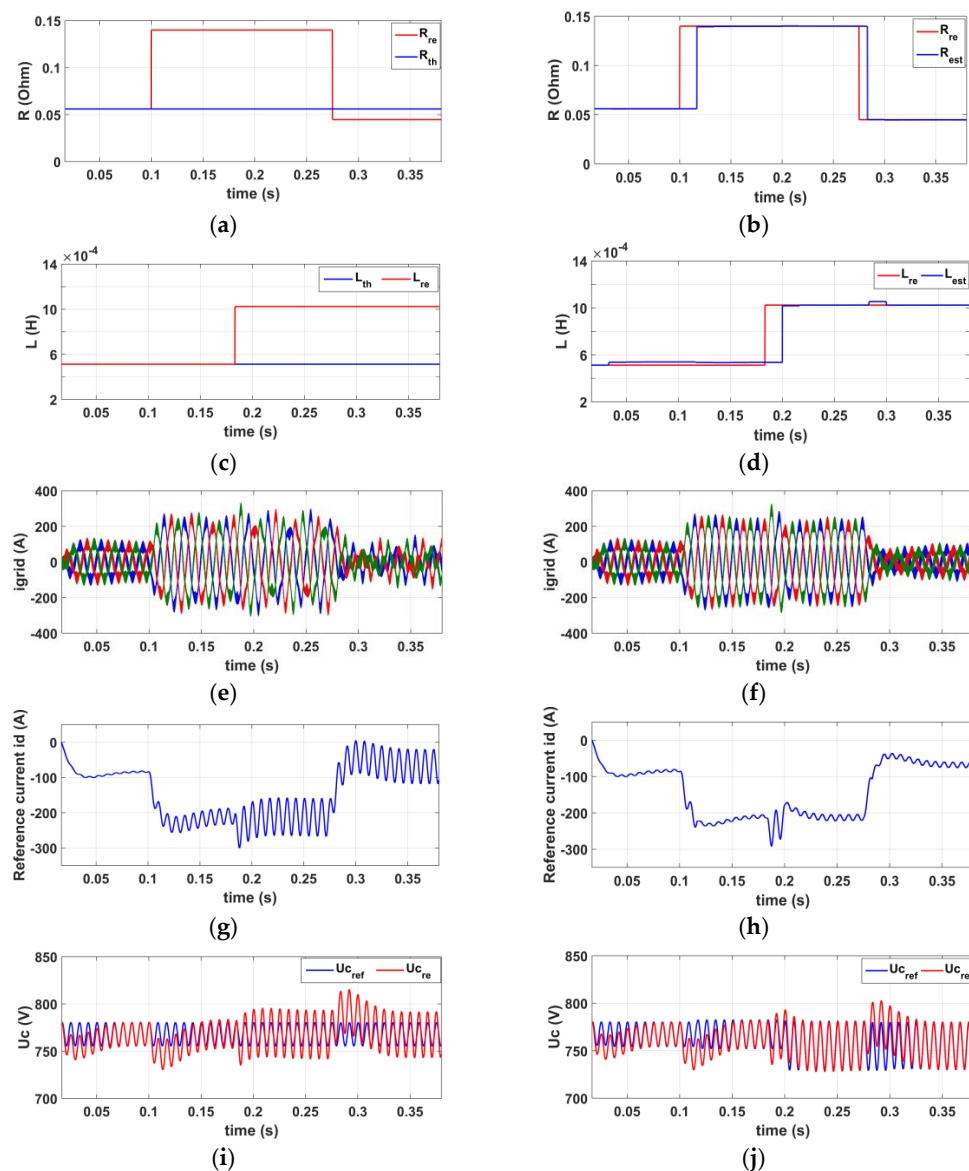 0.15
0.1
0.05
0
R (Ohm)
R_re
R_th
0.05 0.1 0.15 0.2 0.25 0.3 0.35
time (s)
(a)
0.15
0.1
0.05
0
R (Ohm)
R_re
R_est
0.05 0.1 0.15 0.2 0.25 0.3 0.35
time (s)
(b)
×10^-4
14
10
6
2
L (H)
L_th L_re
0.05 0.1 0.15 0.2 0.25 0.3 0.35
time (s)
(c)
×10^-4
14
10
6
2
L (H)
L_re L_est
0.05 0.1 0.15 0.2 0.25 0.3 0.35
time (s)
(d)
400
200
0
-200
-400
igrid (A)
0.05 0.1 0.15 0.2 0.25 0.3 0.35
time (s)
(e)
400
200
0
-200
-400
igrid (A)
0.05 0.1 0.15 0.2 0.25 0.3 0.35
time (s)
(f)
0
-100
-200
-300
Reference current id (A)
0.05 0.1 0.15 0.2 0.25 0.3 0.35
time (s)
(g)
0
-100
-200
-300
Reference current id (A)
0.05 0.1 0.15 0.2 0.25 0.3 0.35
time (s)
(h)
850
800
750
700
Uc (V)
Uc_ref Uc_re
0.05 0.1 0.15 0.2 0.25 0.3 0.35
time (s)
(i)
850
800
750
700
Uc (V)
Uc_ref Uc_re
0.05 0.1 0.15 0.2 0.25 0.3 0.35
time (s)
(j)